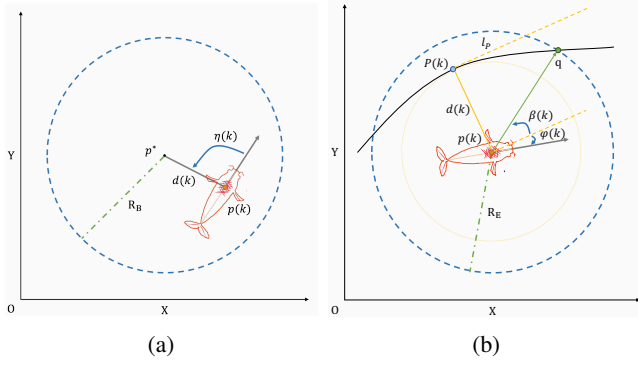 η(k)
p*
d(k)
p(k)
R_B
Y
O
X
(a)
l_P
P(k)
q
d(k)
β(k)
p(k)
φ(k)
R_E
Y
O
X
(b)